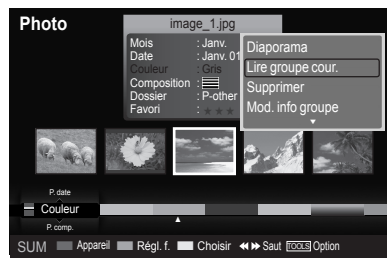 Photo
image_1.jpg
Mois : Janv.
Date : Janv. 01
Couleur : Gris
Composition :
Dossier : P-other
Favori : ★ ★ ★
Diaporama
Lire groupe cour.
Supprimer
Mod. info groupe
P. date
Couleur
P. comp.
SUM Appareil Régl. f. Choisir ◄◄ ►► Saut TOOLS Option